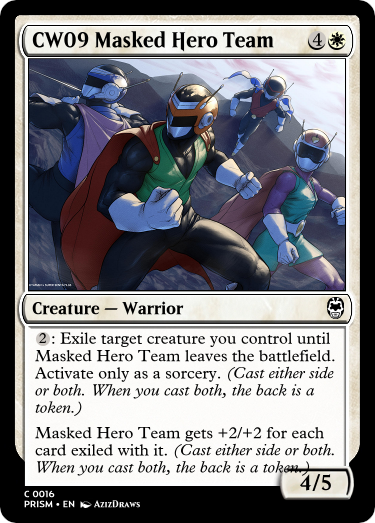 CW09 Masked Hero Team 4
Creature — Warrior
2: Exile target creature you control until
Masked Hero Team leaves the battlefield.
Activate only as a sorcery. (Cast either side
or both. When you cast both, the back is a
token.)
Masked Hero Team gets +2/+2 for each
card exiled with it. (Cast either side or both.
When you cast both, the back is a token.)
4/5
C 0016
PRISM • EN AzizDraws